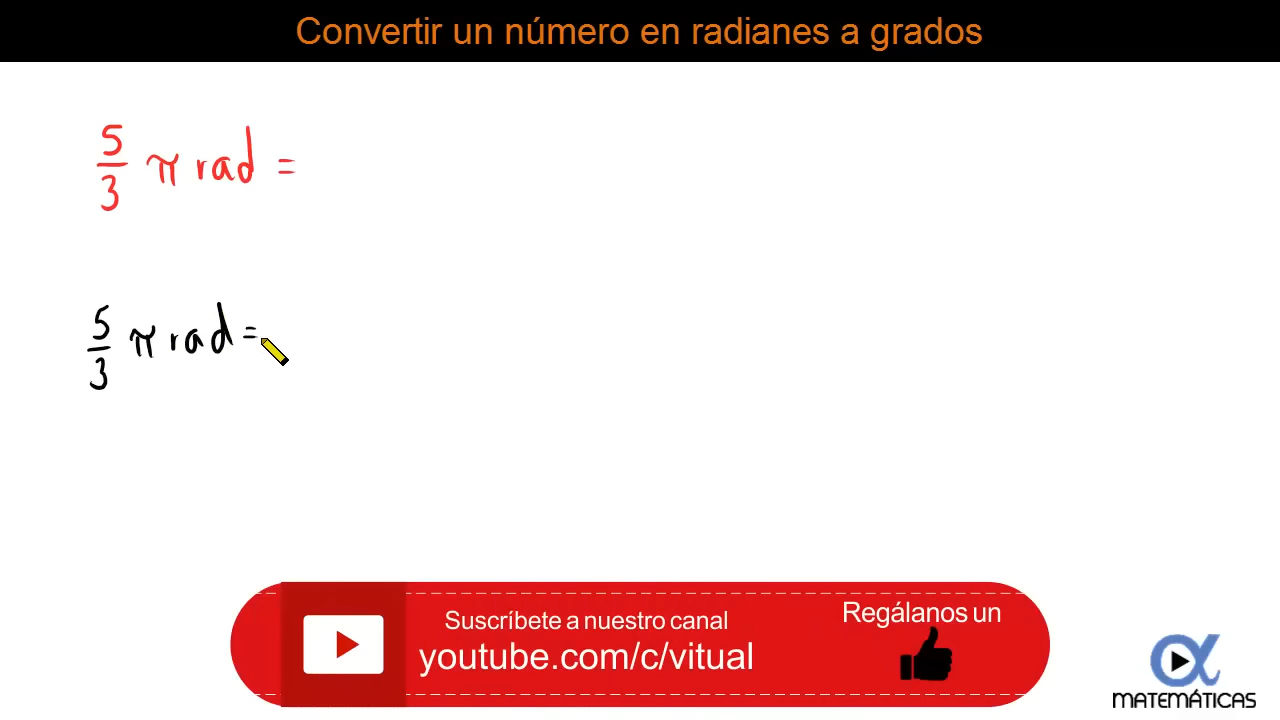 Convertir un número en radianes a grados
5/3 π rad =
5/3 π rad =
Suscríbete a nuestro canal
youtube.com/c/vitual
Regálanos un
MATEMÁTICAS